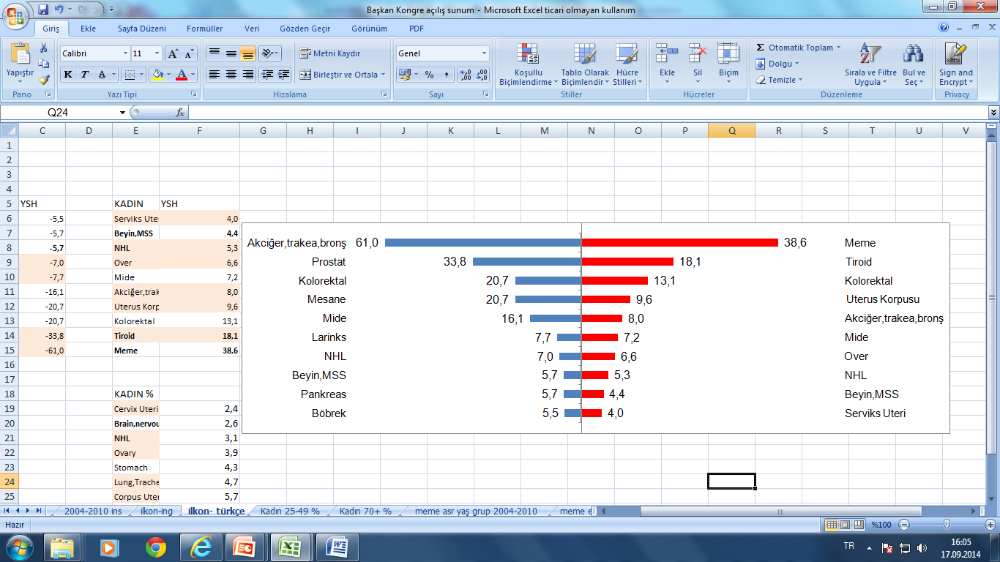 Başkan Kongre açılış sunum - Microsoft Excel ticari olmayan kullanım
Giriş Ekle Sayfa Düzeni Formüller Veri Gözden Geçir Görünüm PDF
Yapıştır
Pano
Calibri 11
K T A
Yazı Tipi
Metni Kaydır
Birleştir ve Ortala
Hizalama
Genel
% ,
Sayı
Koşullu Biçimlendirme
Tablo Olarak Biçimlendir
Hücre Stilleri
Stiller
Ekle
Sil
Biçim
Hücreler
Σ Otomatik Toplam
Dolgu
Temizle
Sırala ve Filtre Uygula
Bul ve Seç
Düzenleme
Sign and Encrypt
Privacy
Q24 fx
C D E F G H I J K L M N O P Q R S T U V
1
2
3
4
5 YSH KADIN YSH
6 -5,5 Serviks Ute 4,0
7 -5,7 Beyin,MSS 4,4
8 -5,7 NHL 5,3
9 -7,0 Over 6,6
10 -7,7 Mide 7,2
11 -16,1 Akciğer,trak 8,0
12 -20,7 Uterus Korp 9,6
13 -20,7 Kolorektal 13,1
14 -33,8 Tiroid 18,1
15 -61,0 Meme 38,6
16
17
18 KADIN %
19 Cervix Uteri 2,4
20 Brain,nervou 2,6
21 NHL 3,1
22 Ovary 3,9
23 Stomach 4,3
24 Lung,Trache 4,7
25 Corpus Uter 5,7
Akciğer,trakea,bronş 61,0 38,6 Meme
Prostat 33,8 18,1 Tiroid
Kolorektal 20,7 13,1 Kolorektal
Mesane 20,7 9,6 Uterus Korpusu
Mide 16,1 8,0 Akciğer,trakea,bronş
Larinks 7,7 7,2 Mide
NHL 7,0 6,6 Over
Beyin,MSS 5,7 5,3 NHL
Pankreas 5,7 4,4 Beyin,MSS
Böbrek 5,5 4,0 Serviks Uteri
2004-2010 ins ilkon-ing ilkon- türkçe Kadın 25-49 % Kadın 70+ % meme asr yaş grup 2004-2010 meme e
Hazır %100
TR 16:05
17.09.2014